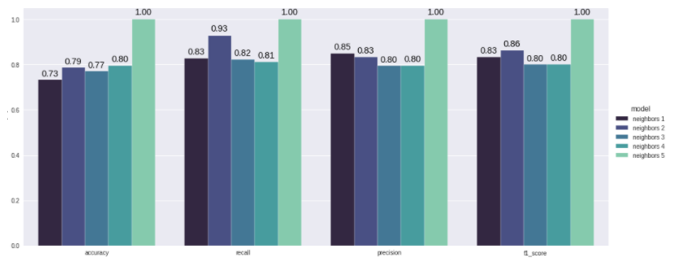 1.00 1.00 1.00 1.00
0.73 0.79 0.77 0.80 0.83 0.93 0.82 0.81 0.85 0.83 0.80 0.80 0.83 0.86 0.80 0.80
1.0
0.8
0.6
0.4
0.2
0.0
accuracy recall precision f1_score
model
neighbors 1
neighbors 2
neighbors 3
neighbors 4
neighbors 5